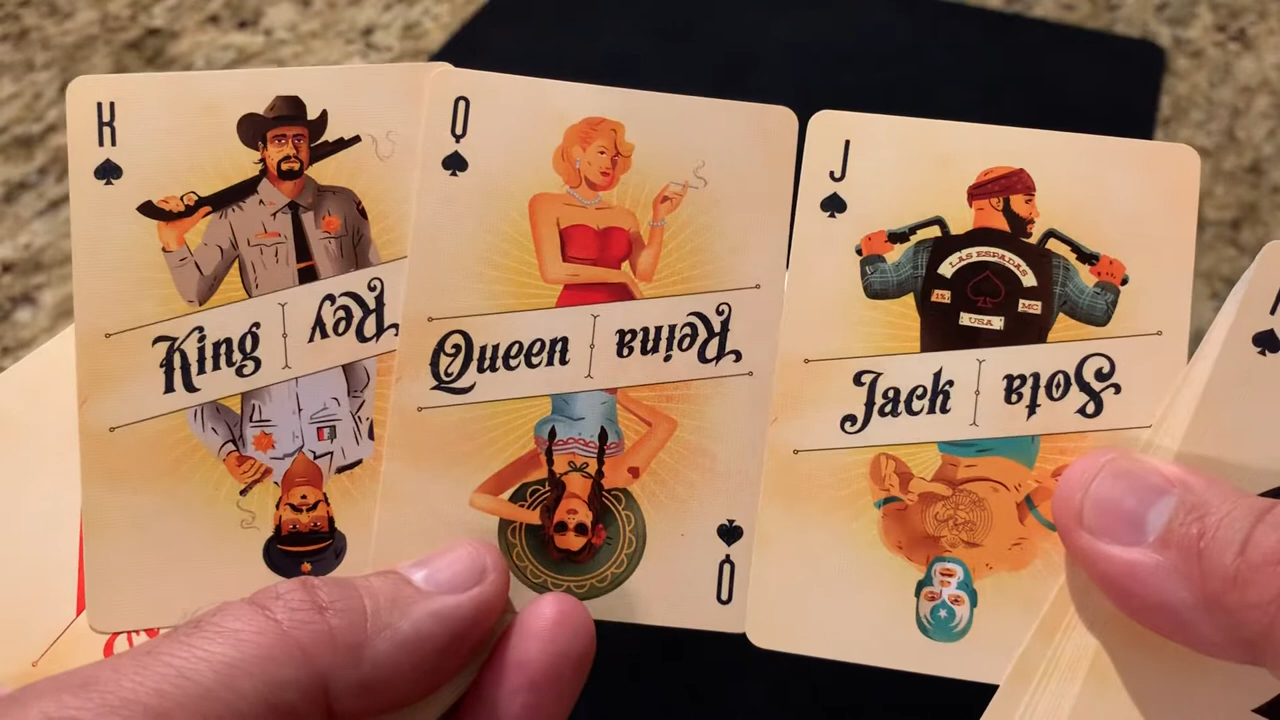 K
Q
J
LAS ESPADAS
1%
MC
USA
King
Rey
Queen
Reina
Jack
Sota
Q